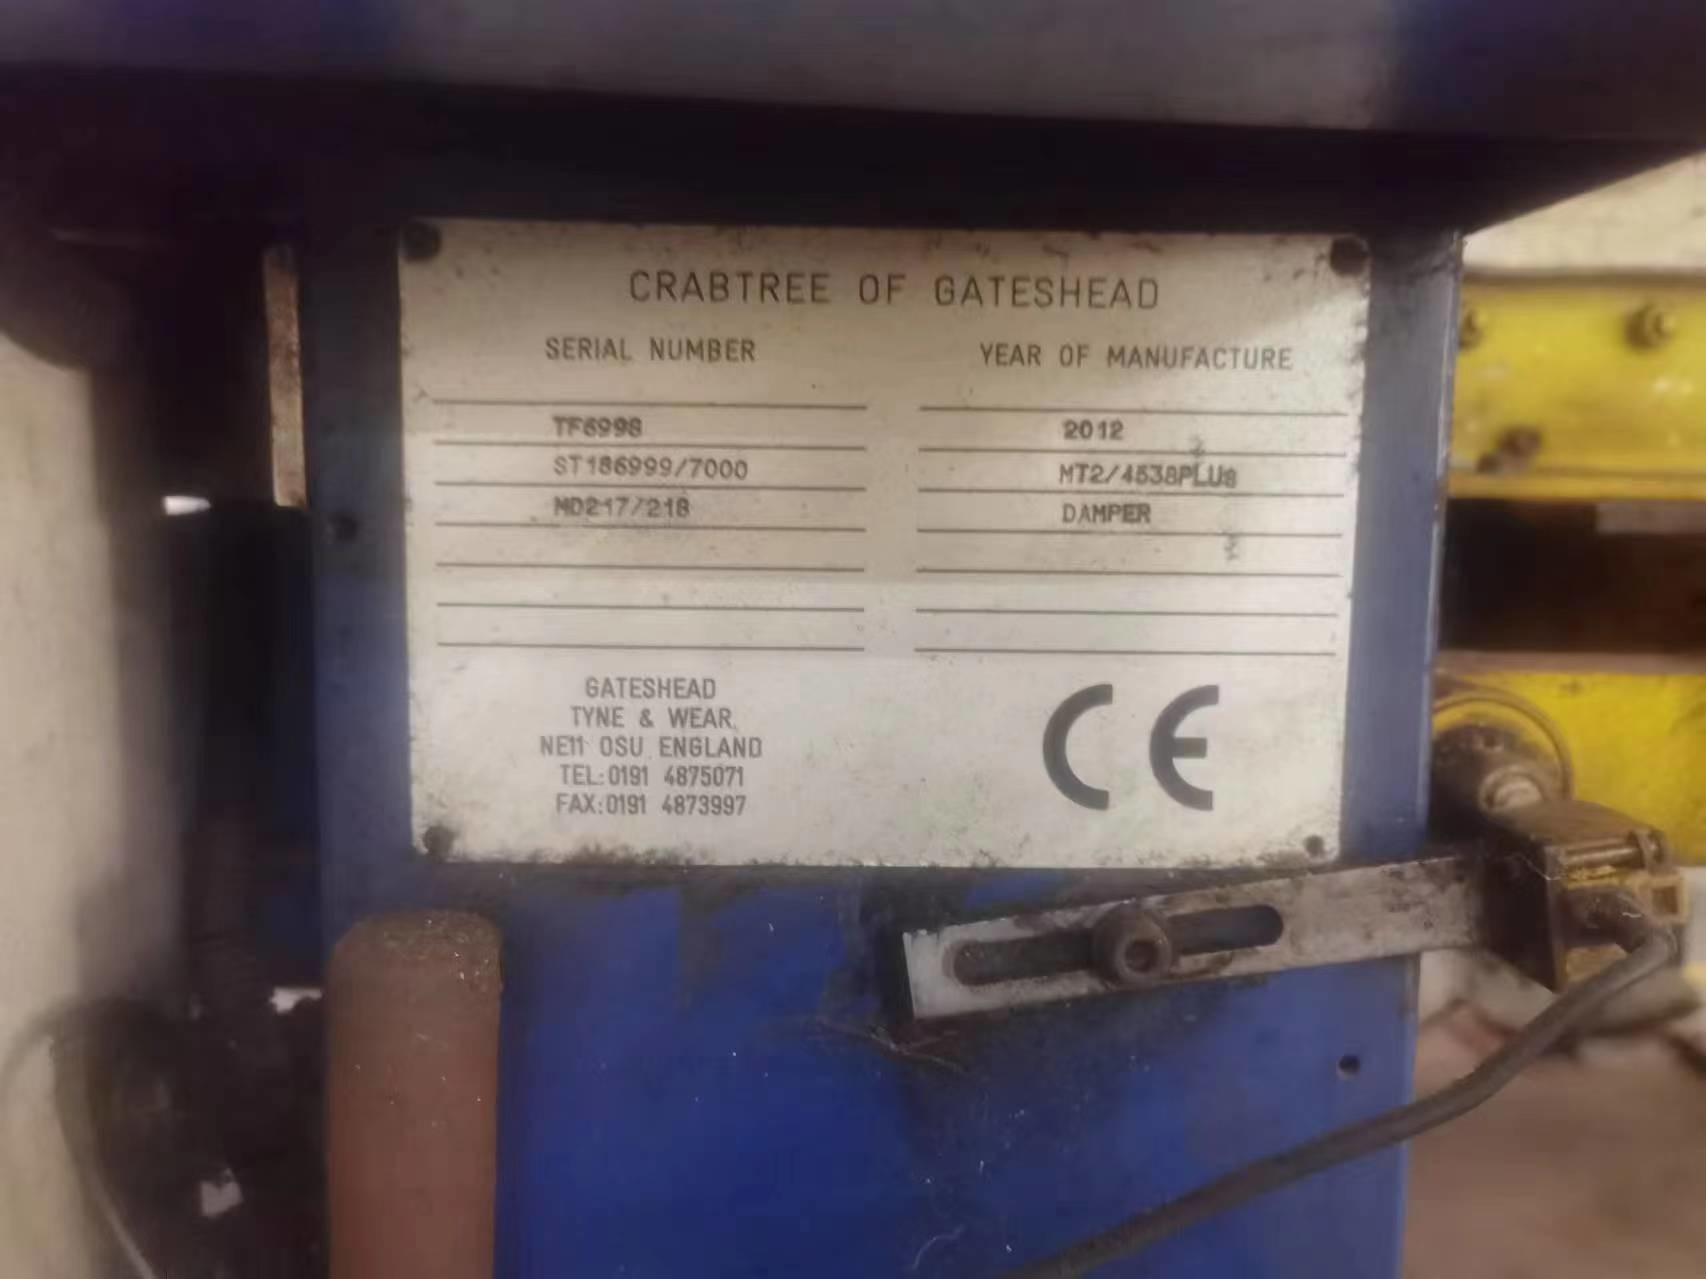 CRABTREE OF GATESHEAD
SERIAL NUMBER YEAR OF MANUFACTURE
TF6998 2012
ST186999/7000 MT2/4538PLUS
MD217/218 DAMPER
GATESHEAD
TYNE & WEAR,
NE11 OSU ENGLAND
TEL:0191 4875071
FAX:0191 4873997
CE